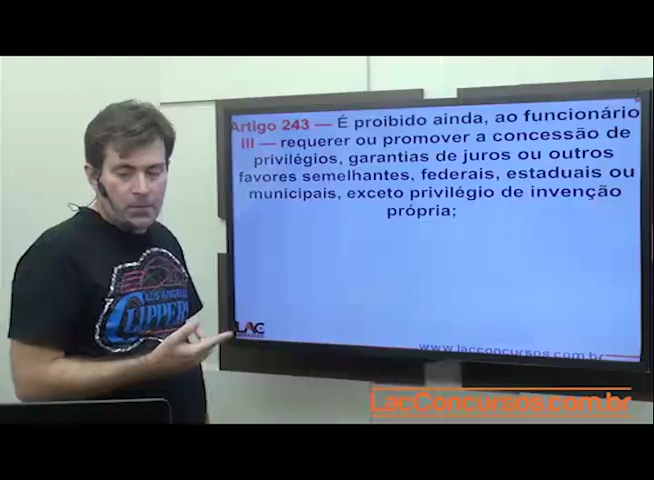 Artigo 243 — É proibido ainda, ao funcionário
III — requerer ou promover a concessão de
privilégios, garantias de juros ou outros
favores semelhantes, federais, estaduais ou
municipais, exceto privilégio de invenção
própria;
LOS ANGELES
CLIPPERS
LAC
www.lacconcursos.com.br
LacConcursos.com.br